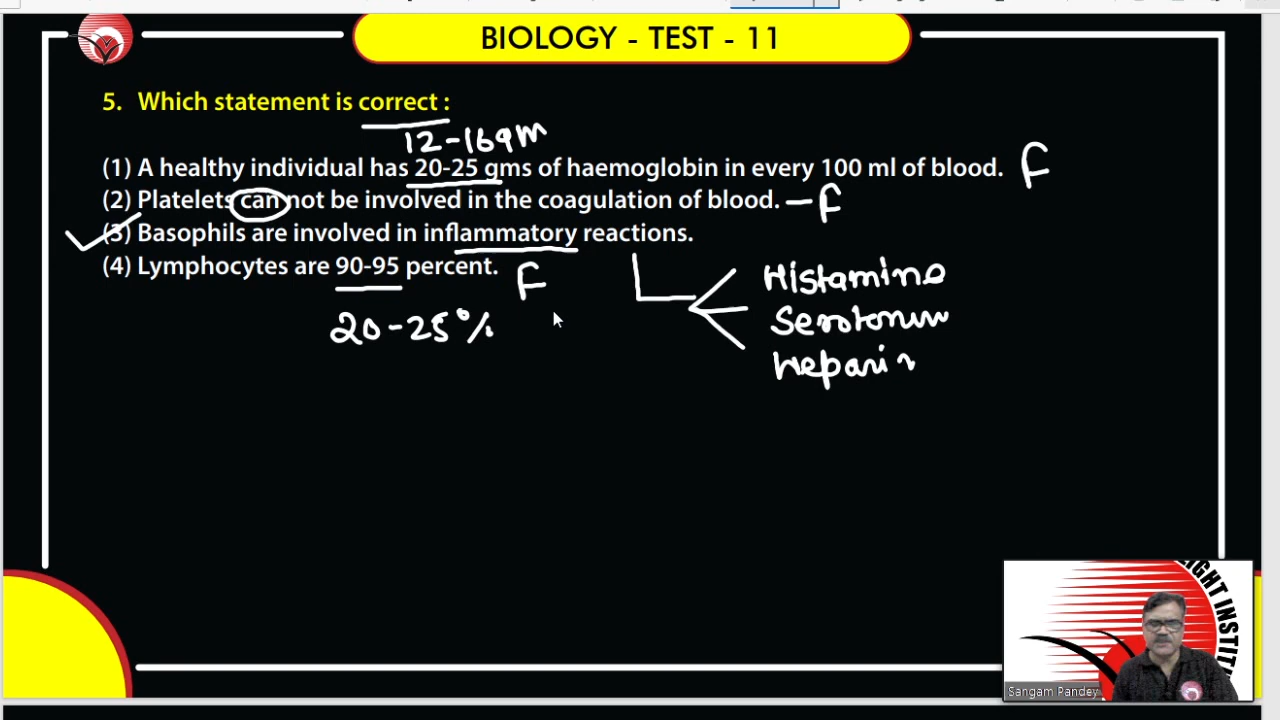 BIOLOGY - TEST - 11
5. Which statement is correct :
12-16gm
(1) A healthy individual has 20-25 gms of haemoglobin in every 100 ml of blood. F
(2) Platelets can not be involved in the coagulation of blood. - F
(3) Basophils are involved in inflammatory reactions.
(4) Lymphocytes are 90-95 percent. F
Histamine
20-25%
Serotonin
heparin
IGHT INSTIT
Sangam Pandey